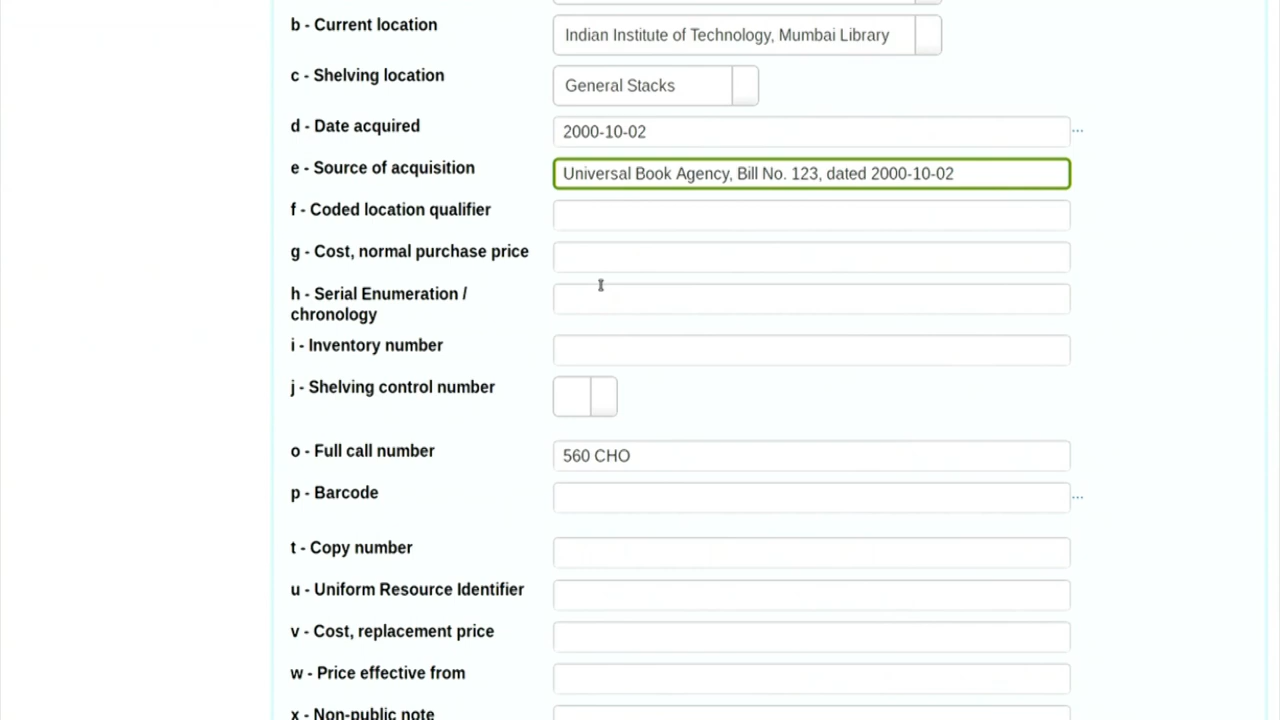 b - Current location
Indian Institute of Technology, Mumbai Library
c - Shelving location
General Stacks
d - Date acquired
2000-10-02
...
e - Source of acquisition
Universal Book Agency, Bill No. 123, dated 2000-10-02
f - Coded location qualifier
g - Cost, normal purchase price
h - Serial Enumeration /
chronology
i - Inventory number
j - Shelving control number
o - Full call number
560 CHO
p - Barcode
...
t - Copy number
u - Uniform Resource Identifier
v - Cost, replacement price
w - Price effective from
x - Non-public note